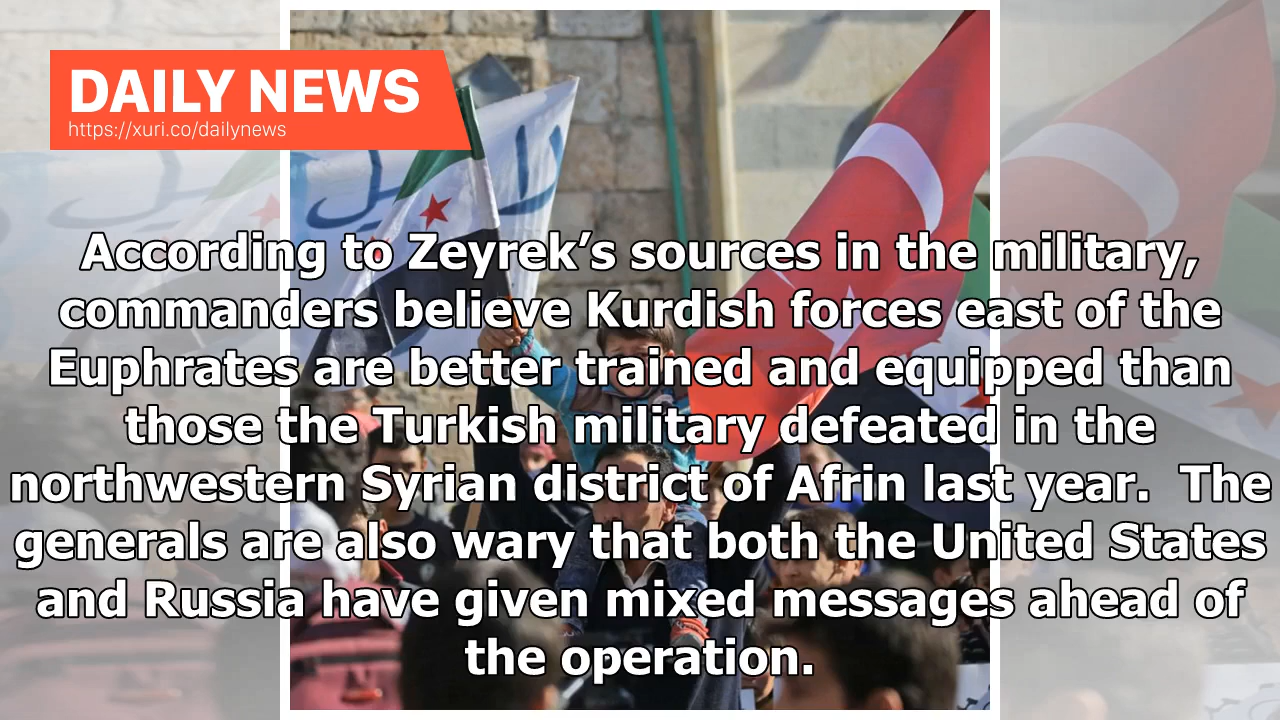 DAILY NEWS
https://xuri.co/dailynews
According to Zeyrek’s sources in the military,
commanders believe Kurdish forces east of the
Euphrates are better trained and equipped than
those the Turkish military defeated in the
northwestern Syrian district of Afrin last year.  The
generals are also wary that both the United States
and Russia have given mixed messages ahead of
the operation.